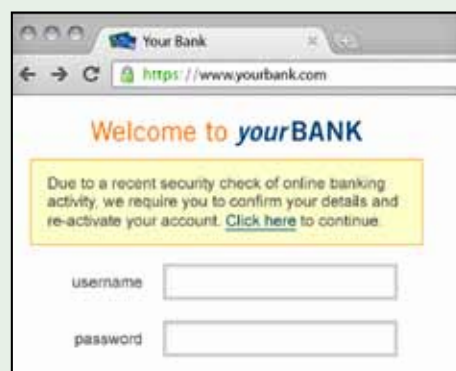 Your Bank
https://www.yourbank.com
Welcome to yourBANK
Due to a recent security check of online banking
activity, we require you to confirm your details and
re-activate your account. Click here to continue.
username
password